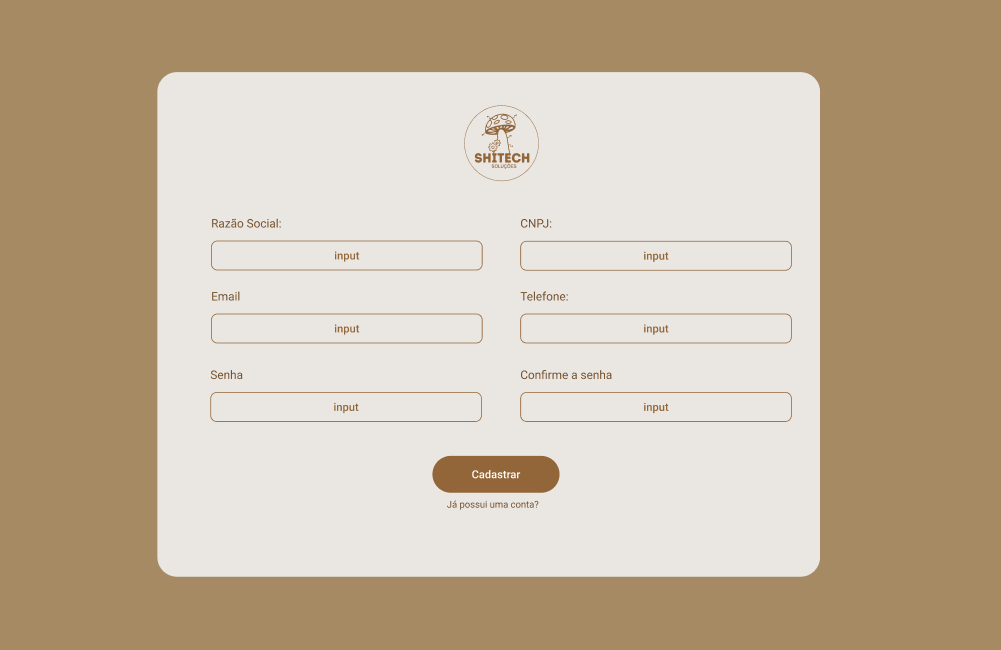 SHITECH
SOLUÇÕES
Razão Social:
CNPJ:
input
input
Email
Telefone:
input
input
Senha
Confirme a senha
input
input
Cadastrar
Já possui uma conta?